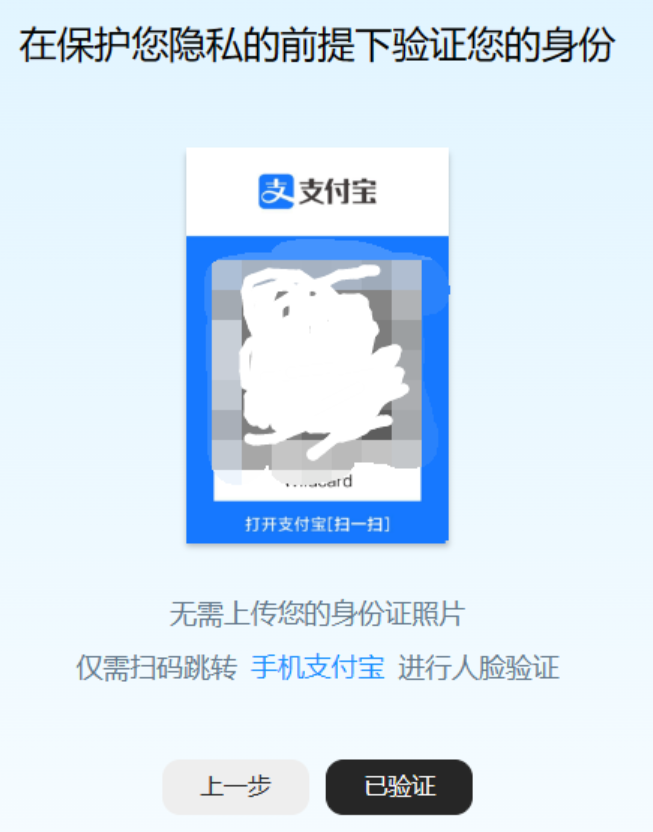 在保护您隐私的前提下验证您的身份
支付宝
打开支付宝[扫一扫]
无需上传您的身份证照片
仅需扫码跳转 手机支付宝 进行人脸验证
上一步 已验证